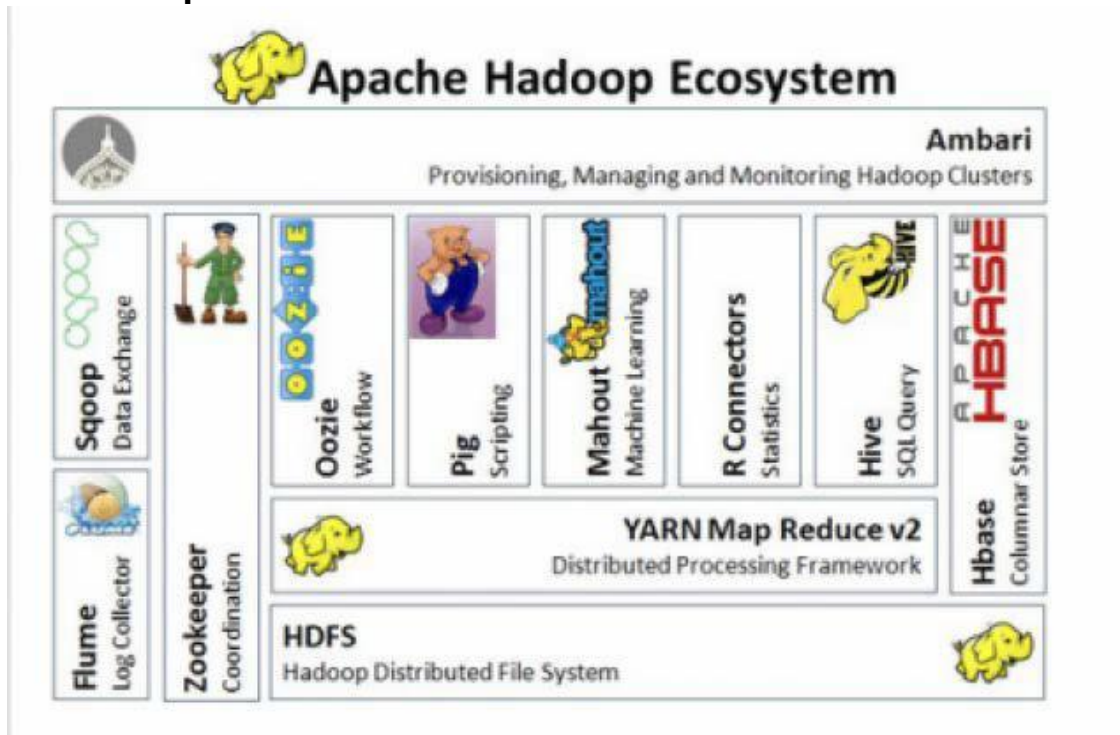 Apache Hadoop Ecosystem
Ambari
Provisioning, Managing and Monitoring Hadoop Clusters
Sqoop
Data Exchange
Flume
Log Collector
Zookeeper
Coordination
OOZIE
Oozie
Workflow
Pig
Scripting
mahout
Mahout
Machine Learning
R Connectors
Statistics
HIVE
Hive
SQL Query
APACHE
HBASE
Hbase
Columnar Store
YARN Map Reduce v2
Distributed Processing Framework
HDFS
Hadoop Distributed File System